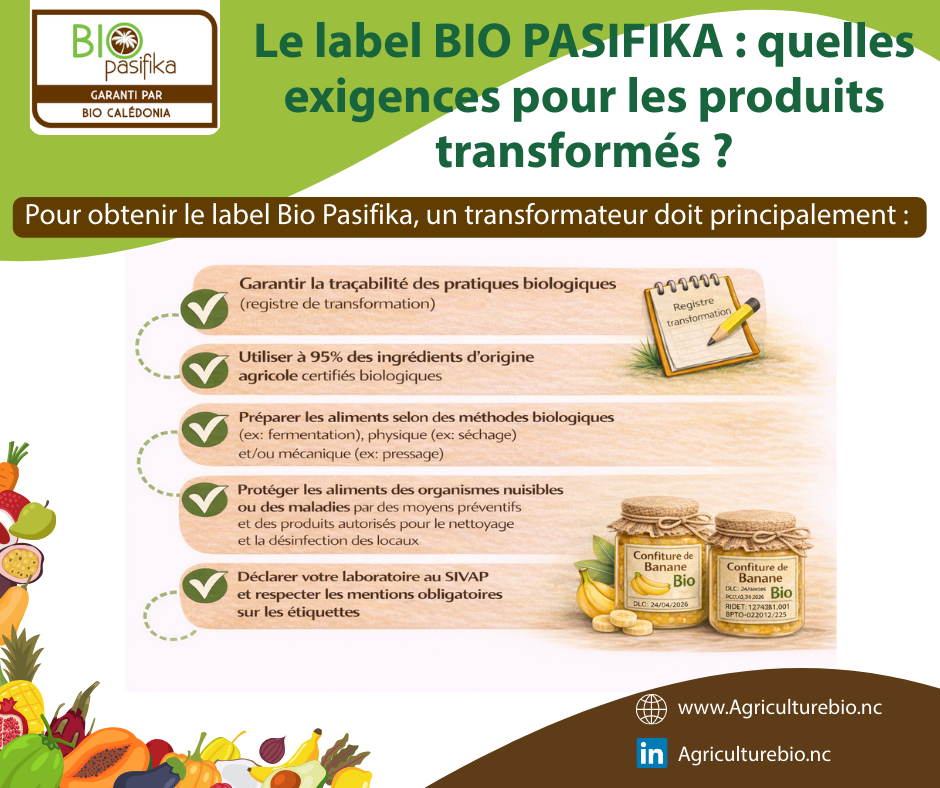 BIO
pasifika
GARANTI PAR
BIO CALÉDONIA
Le label BIO PASIFIKA : quelles
exigences pour les produits
transformés ?
Pour obtenir le label Bio Pasifika, un transformateur doit principalement :
Garantir la traçabilité des pratiques biologiques
(registre de transformation)
Registre
transformation
Utiliser à 95% des ingrédients d'origine
agricole certifiés biologiques
Préparer les aliments selon des méthodes biologiques
(ex: fermentation), physique (ex: séchage)
et/ou mécanique (ex: pressage)
Protéger les aliments des organismes nuisibles
ou des maladies par des moyens préventifs
et des produits autorisés pour le nettoyage
et la désinfection des locaux
Déclarer votre laboratoire au SIVAP
et respecter les mentions obligatoires
sur les étiquettes
Confiture de
Banane
Bio
DLC: 24/04/2026
Confiture de
Banane
DLC:
Bio
RIDET: 1274381.001
BPTO-022012/225
www.Agriculturebio.nc
in Agriculturebio.nc